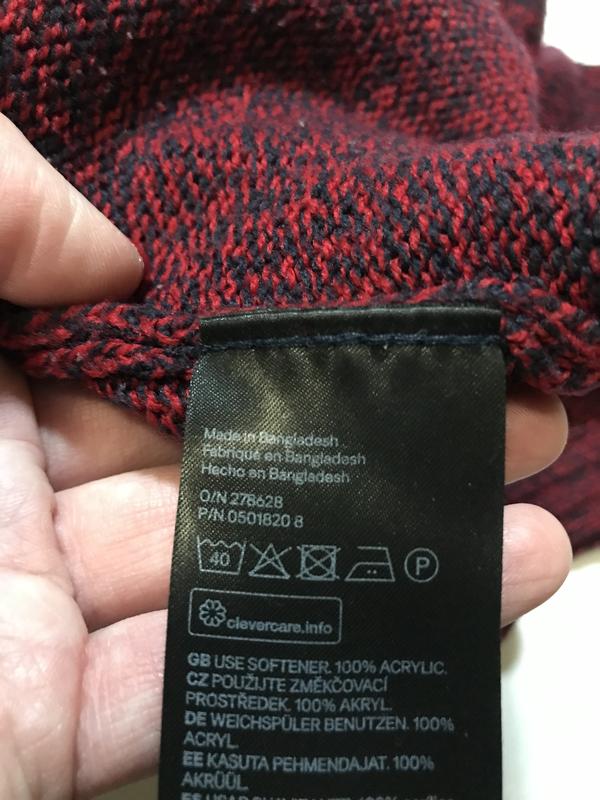 Made in Bangladesh
Fabriqué en Bangladesh
Hecho en Bangladesh
O/N 278628
P/N 0501820 8
40
P
clevercare.info
GB USE SOFTENER. 100% ACRYLIC.
CZ POUŽIJTE ZMĚKČOVACÍ
PROSTŘEDEK. 100% AKRYL.
DE WEICHSPÜLER BENUTZEN. 100%
ACRYL.
EE KASUTA PEHMENDAJAT. 100%
AKRÜÜL.